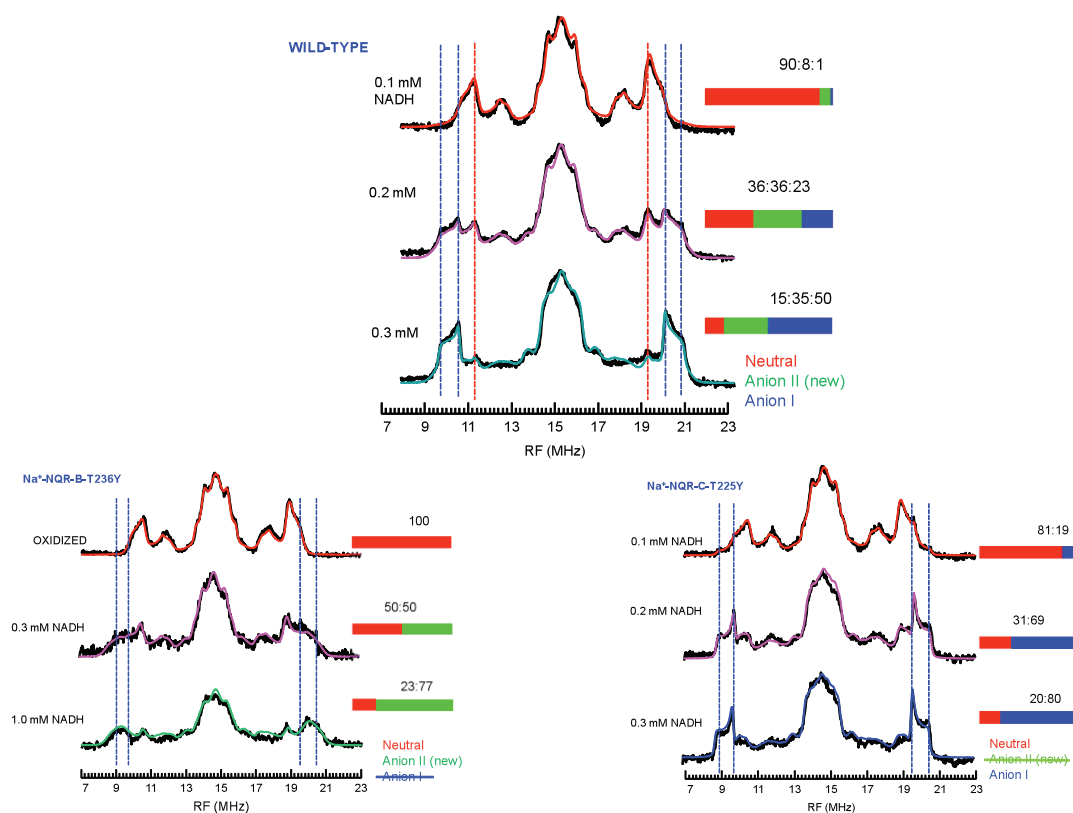 WILD-TYPE
0.1 mM
NADH
90:8:1
0.2 mM
36:36:23
0.3 mM
15:35:50
Neutral
Anion II (new)
Anion I
7 9 11 13 15 17 19 21 23
RF (MHz)
Na⁺-NQR-B-T236Y
OXIDIZED
100
0.3 mM NADH
50:50
1.0 mM NADH
23:77
Neutral
Anion II (new)
Anion I
7 9 11 13 15 17 19 21 23
RF (MHz)
Na⁺-NQR-C-T225Y
0.1 mM NADH
81:19
0.2 mM NADH
31:69
0.3 mM NADH
20:80
Neutral
Anion II (new)
Anion I
7 9 11 13 15 17 19 21 23
RF (MHz)